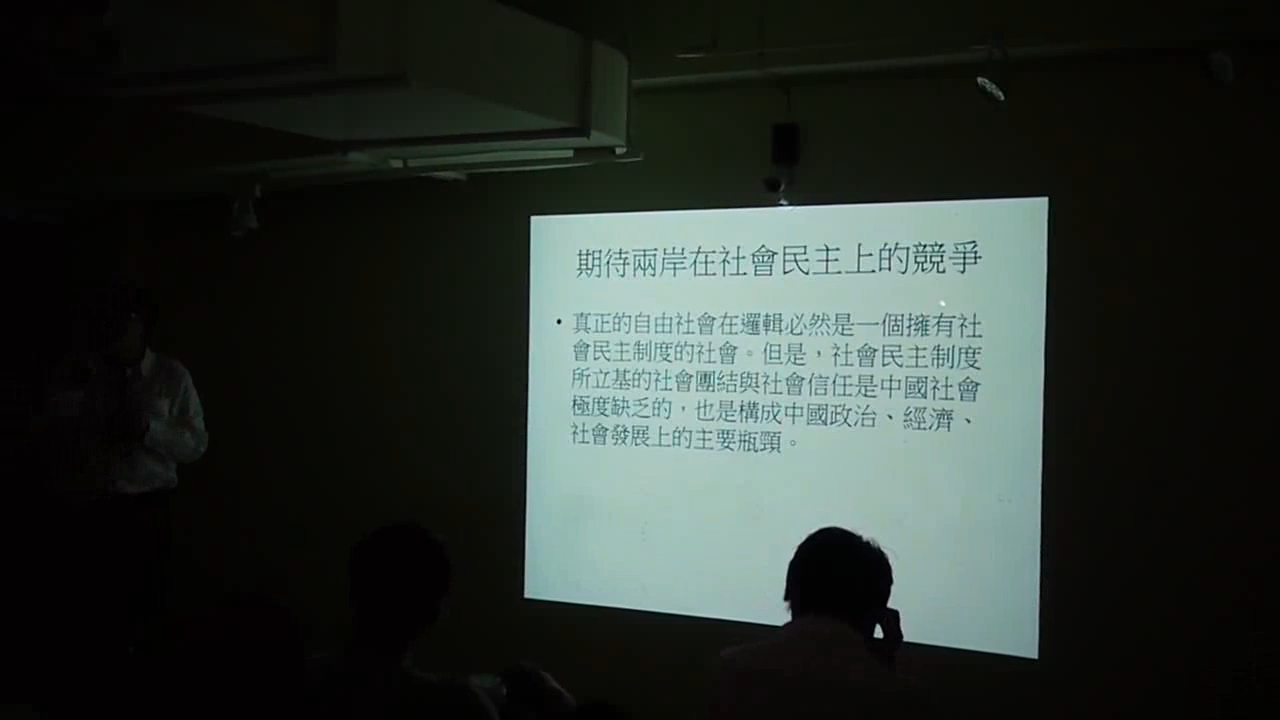 期待兩岸在社會民主上的競爭
• 真正的自由社會在邏輯必然是一個擁有社
會民主制度的社會。但是，社會民主制度
所立基的社會團結與社會信任是中國社會
極度缺乏的，也是構成中國政治、經濟、
社會發展上的主要瓶頸。